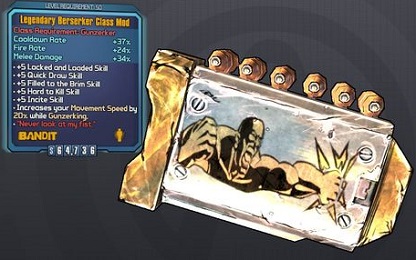 LEVEL REQUIREMENT: 50
Legendary Berserker Class Mod
Class Requirement: Gunzerker
Cooldown Rate +37%
Fire Rate +24%
Melee Damage +34%
• +5 Locked and Loaded Skill
• +5 Quick Draw Skill
• +5 Filled to the Brim Skill
• +5 Hard to Kill Skill
• +5 Incite Skill
• Increases your Movement Speed by
20% while Gunzerking.
• "Never look at my fist."
BANDIT
$ 64736